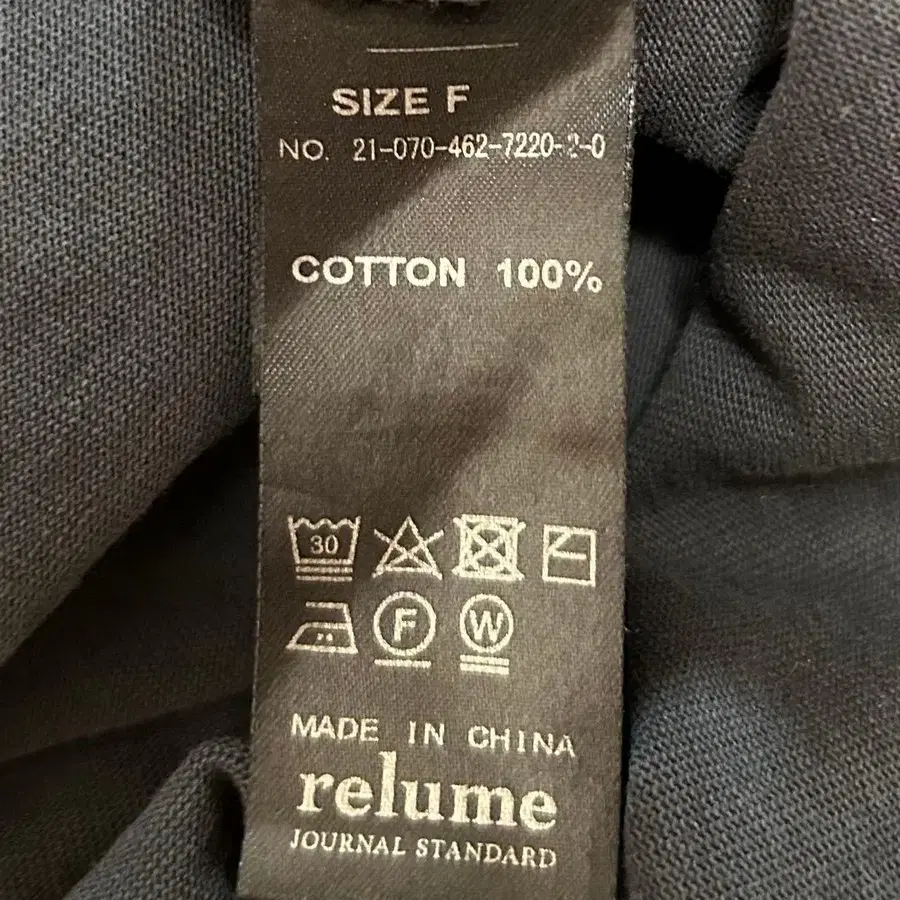 SIZE F
NO. 21-070-462-7220-2-0
COTTON 100%
30
F W
MADE IN CHINA
relume
JOURNAL STANDARD